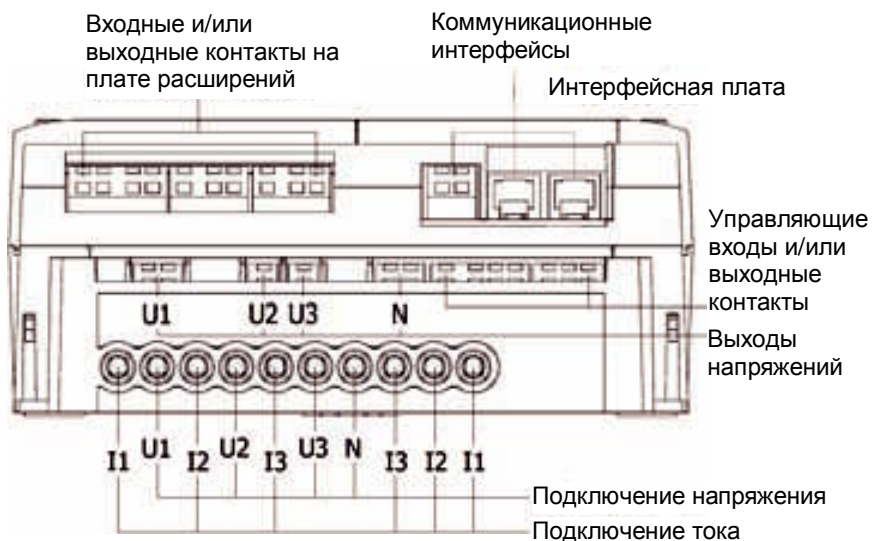 Входные и/или
выходные контакты на
плате расширений
Коммуникационные
интерфейсы
Интерфейсная плата
Управляющие
входы и/или
выходные
контакты
U1 U2 U3 N
Выходы
напряжений
I1 U1 I2 U2 I3 U3 N I3 I2 I1
Подключение напряжения
Подключение тока